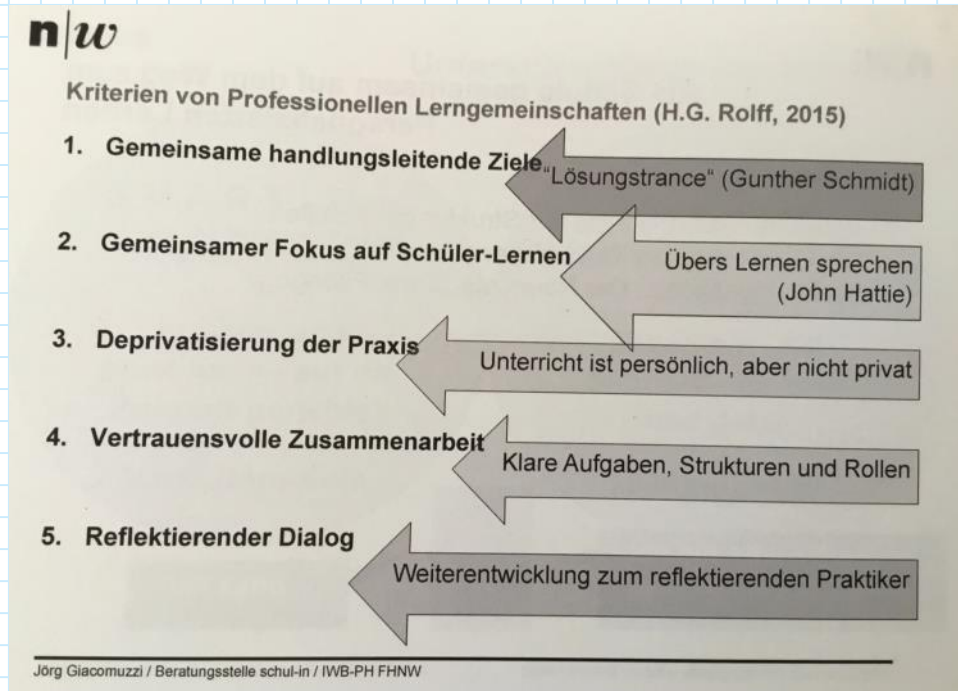 n|w
Kriterien von Professionellen Lerngemeinschaften (H.G. Rolff, 2015)
1. Gemeinsame handlungsleitende Ziele
"Lösungstrance" (Gunther Schmidt)
2. Gemeinsamer Fokus auf Schüler-Lernen
Übers Lernen sprechen
(John Hattie)
3. Deprivatisierung der Praxis
Unterricht ist persönlich, aber nicht privat
4. Vertrauensvolle Zusammenarbeit
Klare Aufgaben, Strukturen und Rollen
5. Reflektierender Dialog
Weiterentwicklung zum reflektierenden Praktiker
Jörg Giacomuzzi / Beratungsstelle schul-in / IWB-PH FHNW